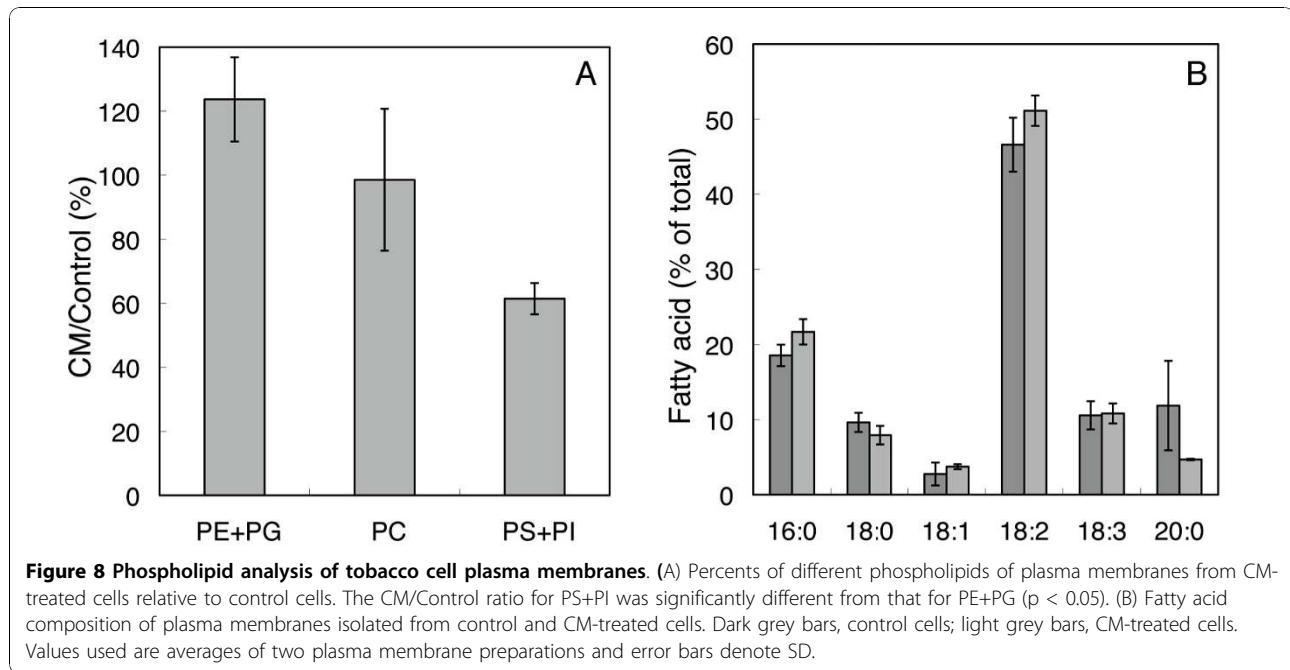 140
120
100
80
60
40
20
0
CM/Control (%)
A
PE+PG PC PS+PI
60
50
40
30
20
10
0
Fatty acid (% of total)
B
16:0 18:0 18:1 18:2 18:3 20:0
Figure 8 Phospholipid analysis of tobacco cell plasma membranes. (A) Percents of different phospholipids of plasma membranes from CM-
treated cells relative to control cells. The CM/Control ratio for PS+PI was significantly different from that for PE+PG (p < 0.05). (B) Fatty acid
composition of plasma membranes isolated from control and CM-treated cells. Dark grey bars, control cells; light grey bars, CM-treated cells.
Values used are averages of two plasma membrane preparations and error bars denote SD.